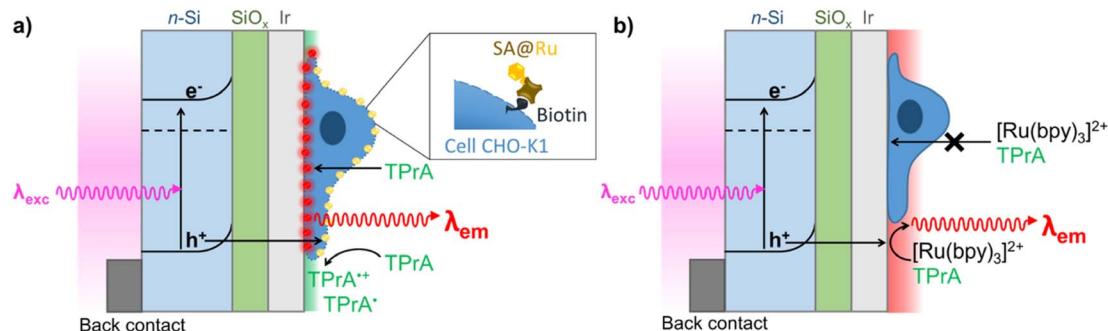 a)
n-Si
SiOₓ
Ir
e⁻
λexc
h⁺
SA@Ru
Biotin
Cell CHO-K1
TPrA
λem
TPrA
TPrA•⁺
TPrA•
Back contact
b)
n-Si
SiOₓ
Ir
e⁻
λexc
h⁺
[Ru(bpy)₃]²⁺
TPrA
λem
[Ru(bpy)₃]²⁺
TPrA
Back contact